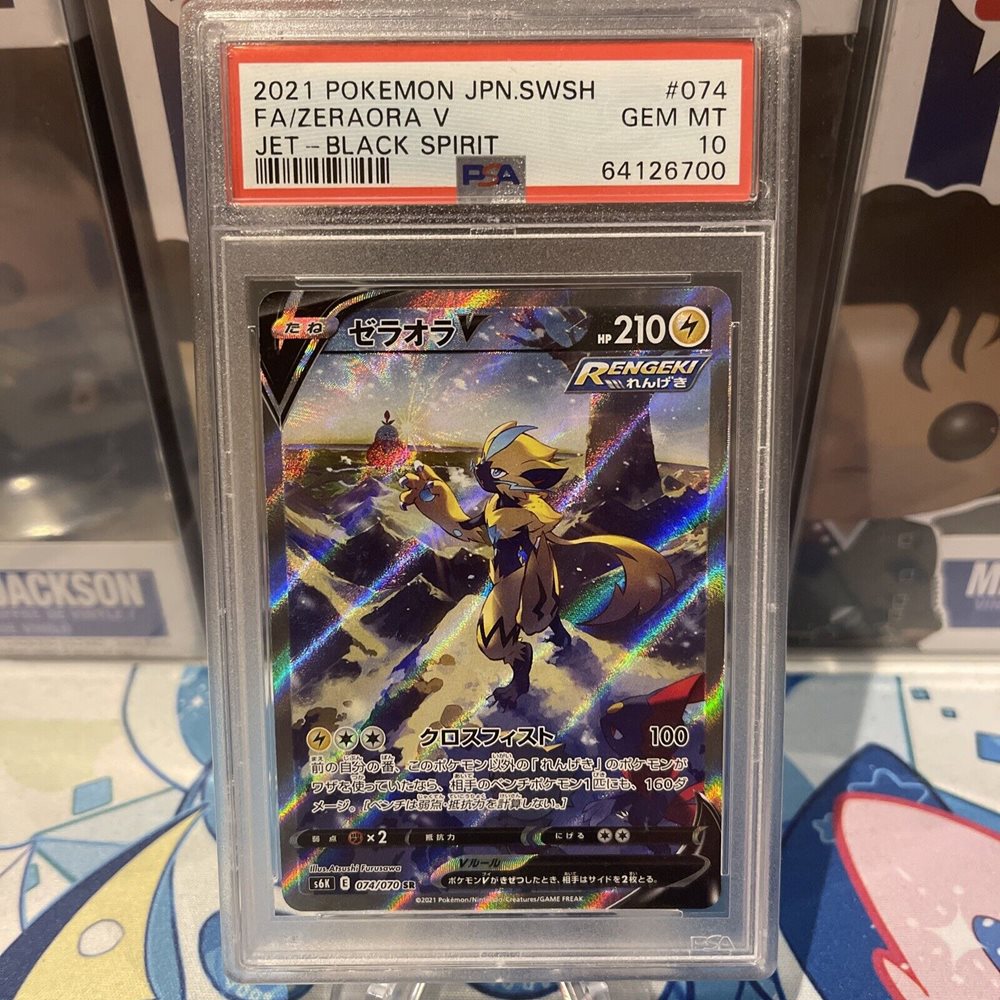 2021 POKEMON JPN.SWSH #074
FA/ZERAORA V GEM MT
JET--BLACK SPIRIT 10
PSA 64126700
たね ゼラオラV HP 210
RENGEKI
れんげき
クロスフィスト 100
前の自分の番、このポケモン以外の「れんげき」のポケモンが
ワザを使っていたなら、相手のベンチポケモン1匹にも、160ダ
メージ。[ベンチは弱点・抵抗力を計算しない。]
弱点 ×2 抵抗力 にげる
Illus. Atsushi Furusawa
Vルール
ポケモンVがきぜつしたとき、相手はサイドを2枚とる。
s6K E 074/070 SR
©2021 Pokémon/Nintendo/Creatures/GAME FREAK.
PSA
JACKSON
M